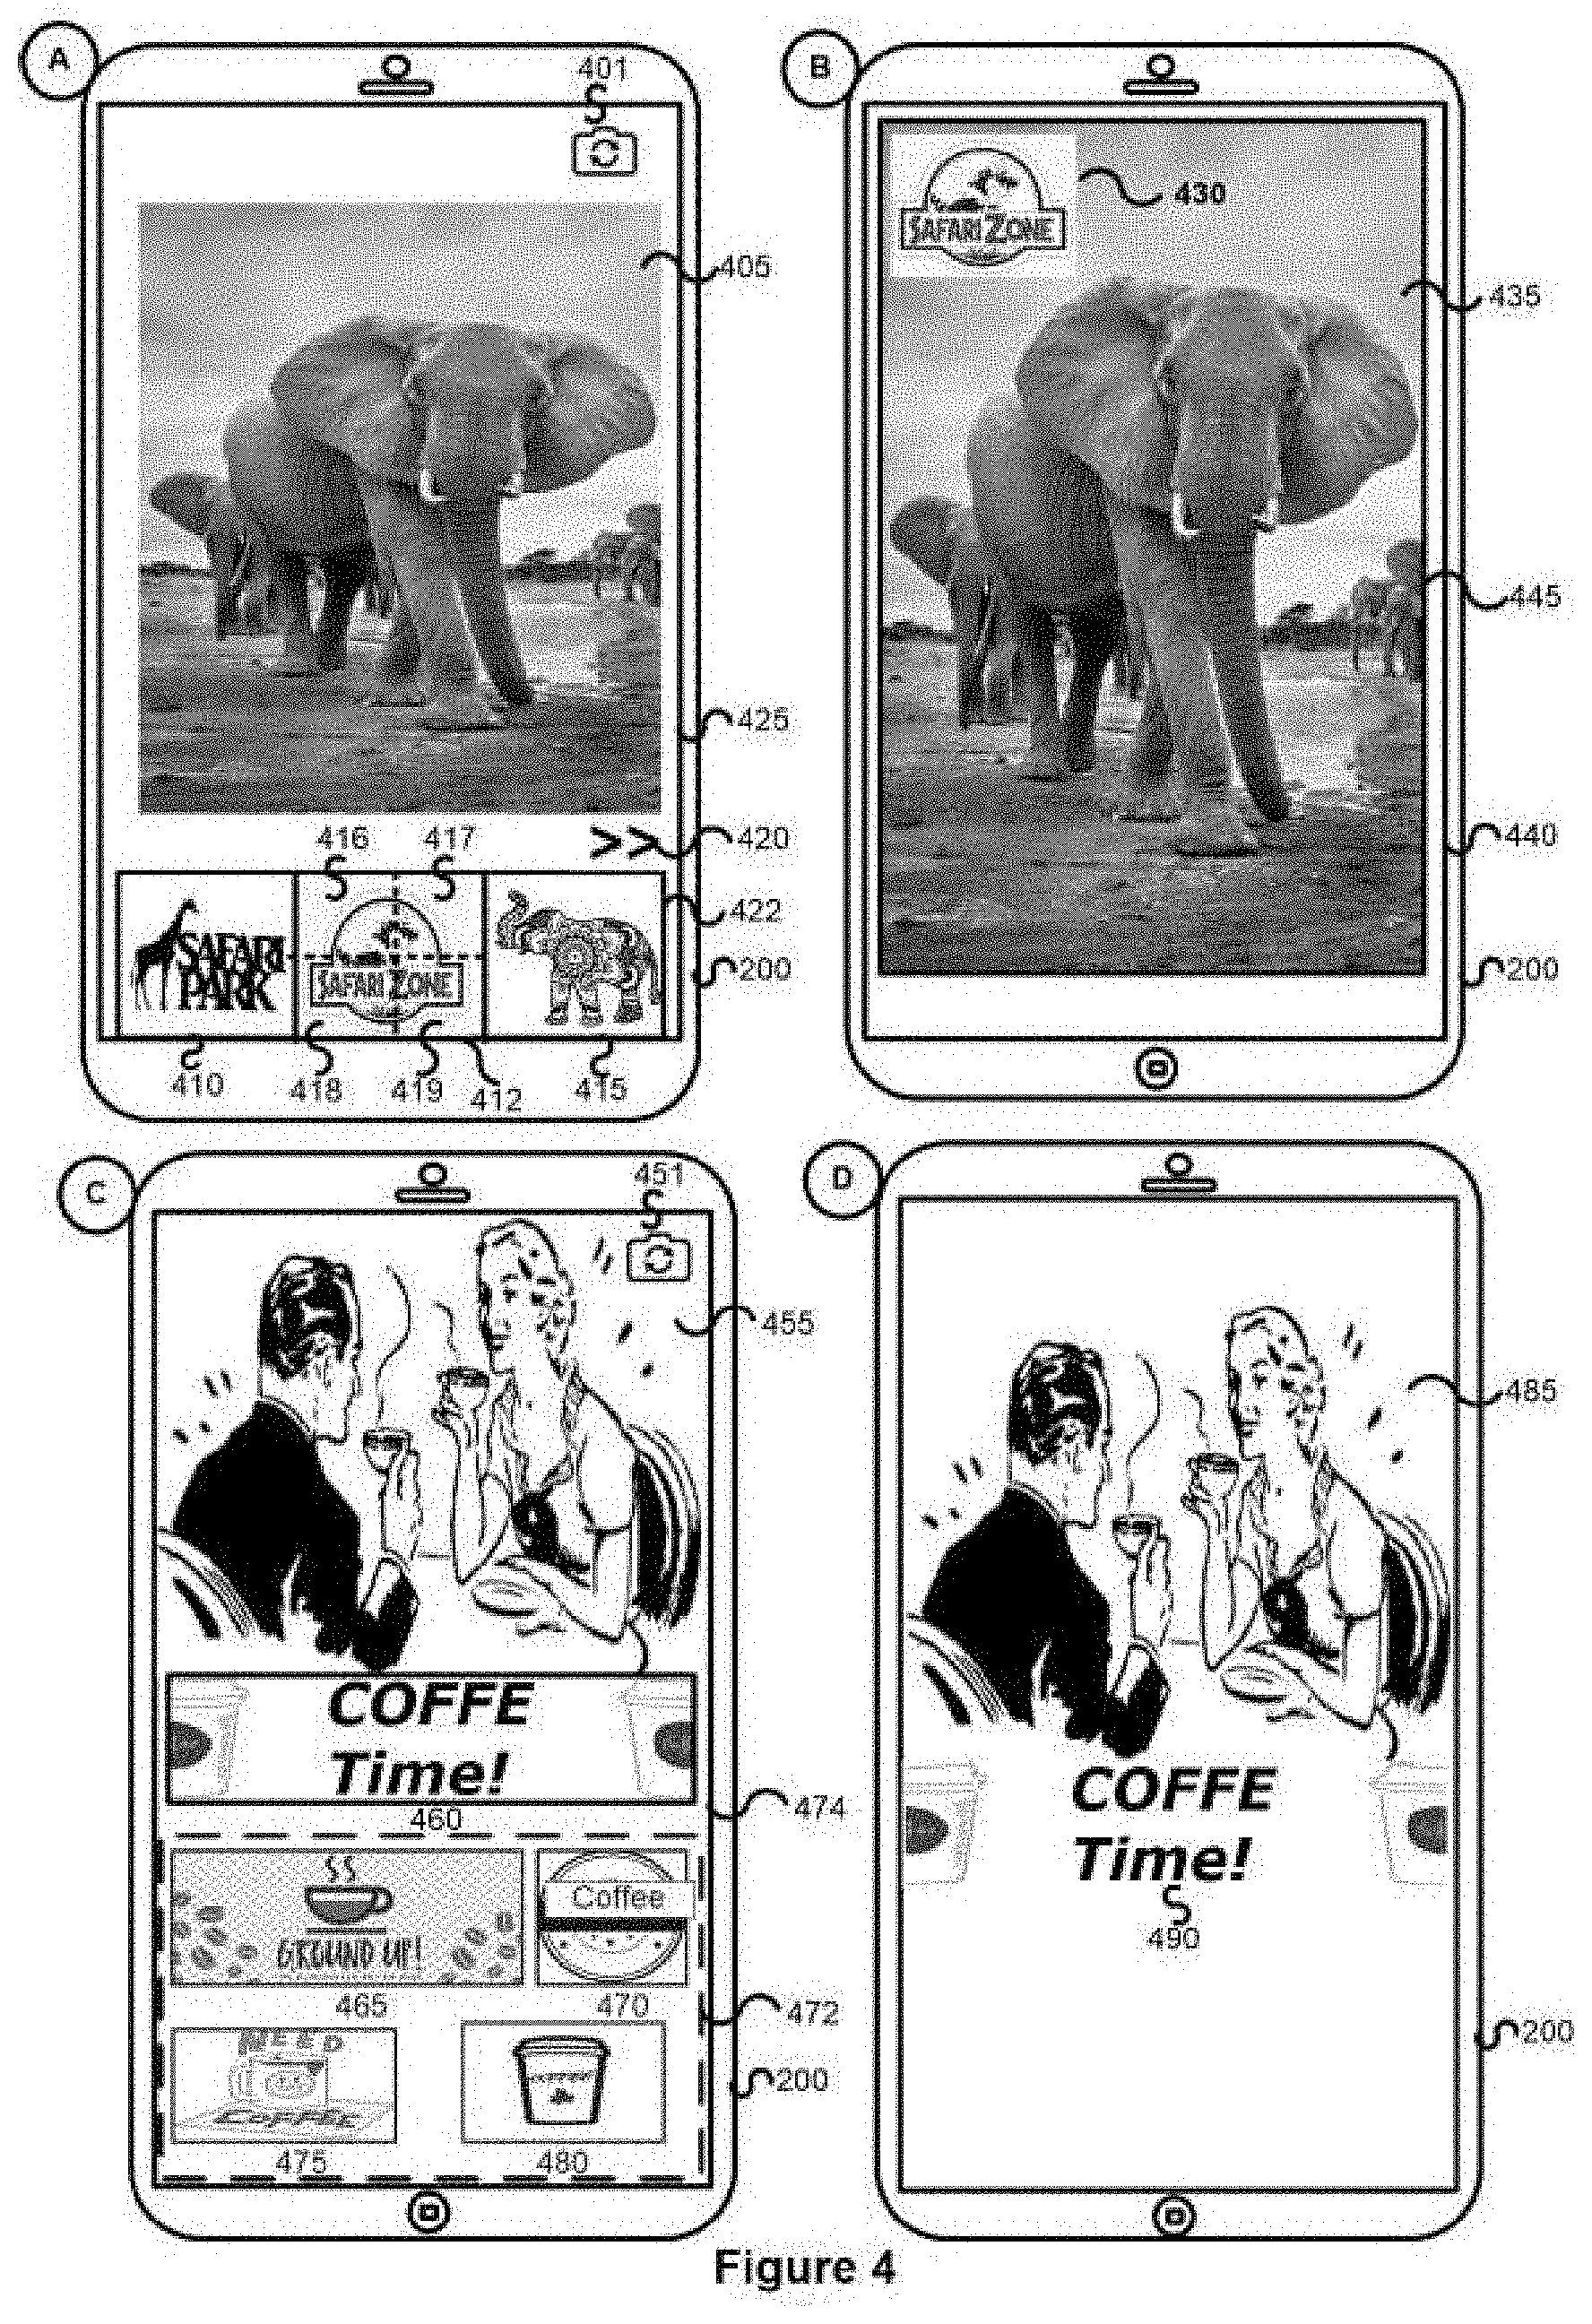 A
401
405
425
416 417
>> 420
422
SAFARI
PARK
SAFARI ZONE
200
410
418
419
412
415
B
SAFARI ZONE
430
435
445
440
200
C
451
455
COFFE
Time!
460
474
GROUND UP!
Coffee
465
470
472
NEED
COFFEE
200
475
480
D
485
COFFE
Time!
490
200
Figure 4